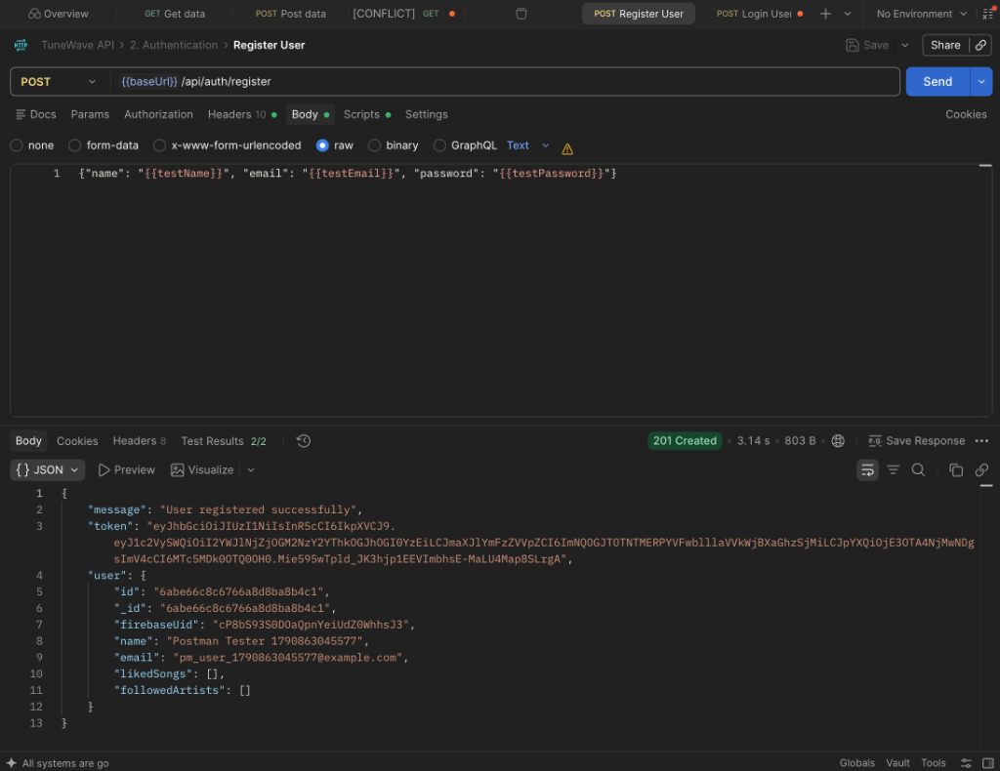 Overview
GET Get data
POST Post data
[CONFLICT] GET
POST Register User
POST Login User
No Environment
TuneWave API > 2. Authentication > Register User
Save
Share
POST
{{baseUrl}} /api/auth/register
Send
Docs
Params
Authorization
Headers 10
Body
Scripts
Settings
Cookies
none
form-data
x-www-form-urlencoded
raw
binary
GraphQL
Text
1 {"name": "{{testName}}", "email": "{{testEmail}}", "password": "{{testPassword}}"}
Body
Cookies
Headers 8
Test Results 2/2
201 Created
3.14 s
803 B
e.g. Save Response
{} JSON
Preview
Visualize
1 {
2 "message": "User registered successfully",
3 "token": "eyJhbGciOiJIUzI1NiIsInR5cCI6IkpXVCJ9.
4 "user": {
5 "id": "6abe66c8c6766a8d8ba8b4c1",
6 "_id": "6abe66c8c6766a8d8ba8b4c1",
7 "firebaseUid": "cP8bS93S0DOaQpnYeiUdZ0WhhsJ3",
8 "name": "Postman Tester 1790863045577",
9 "email": "pm_user_1790863045577@example.com",
10 "likedSongs": [],
11 "followedArtists": []
12 }
13 }
All systems are go
Globals
Vault
Tools